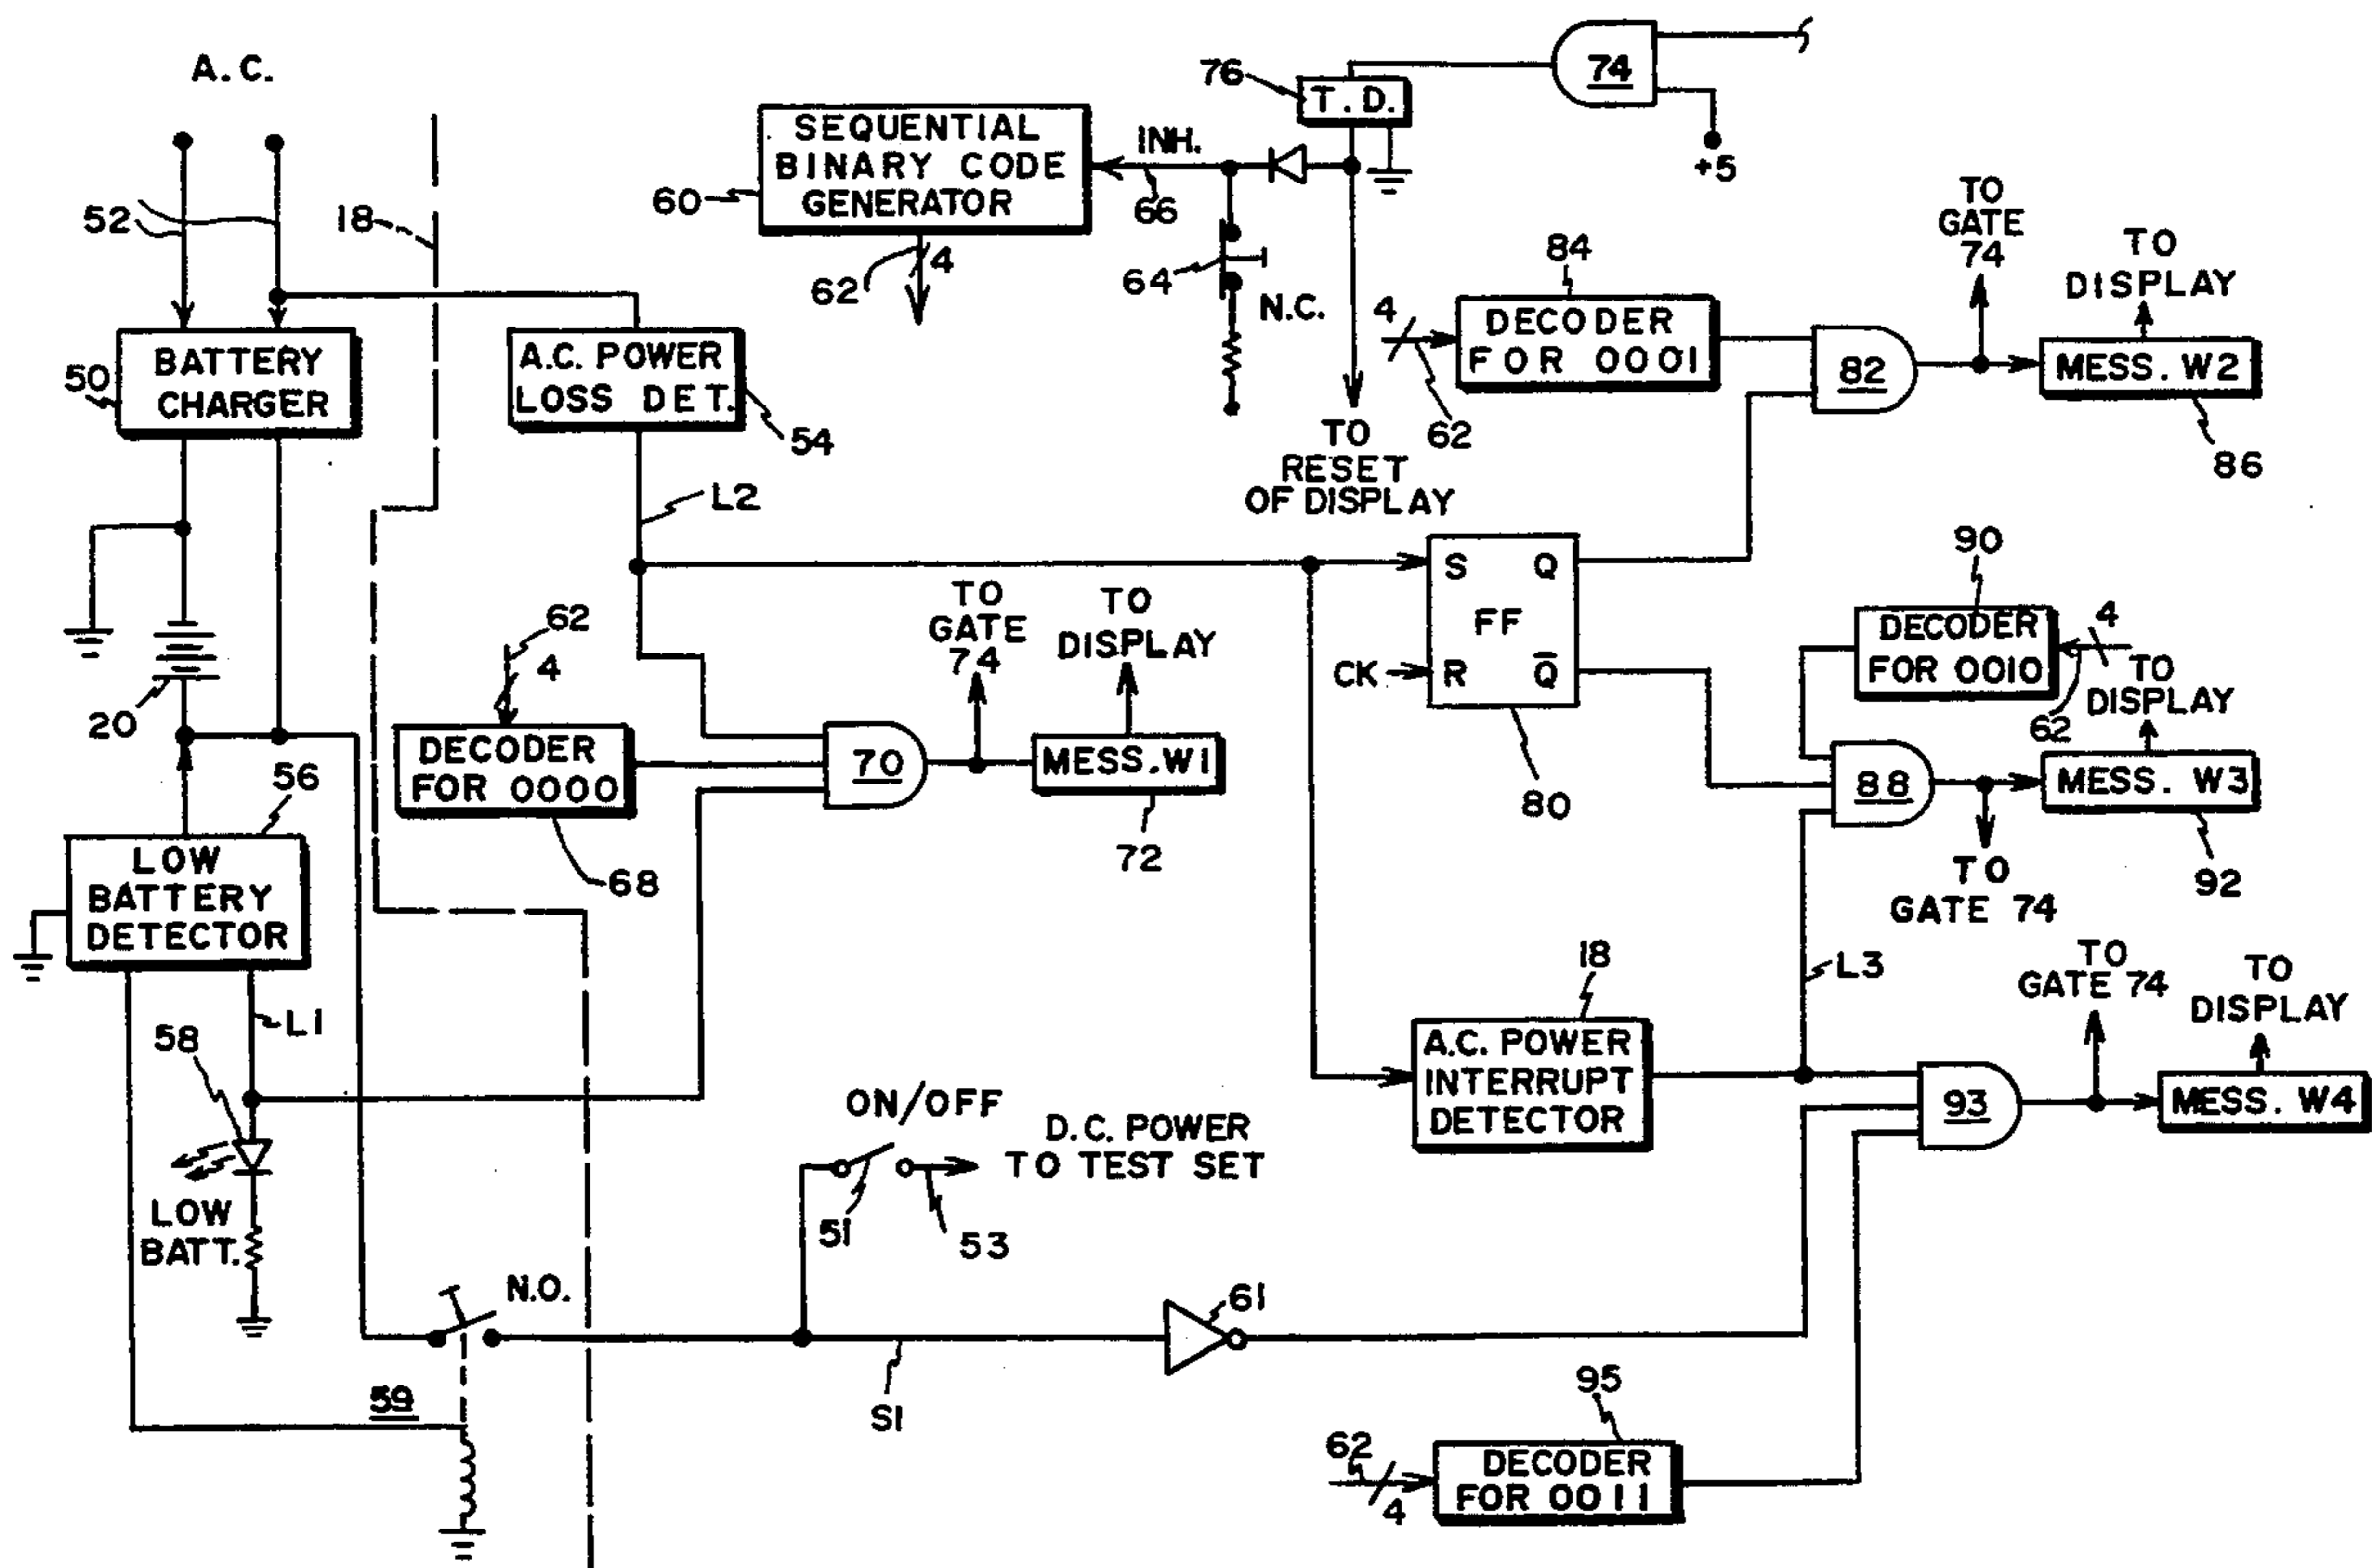 A.C.
52
18
50
BATTERY
CHARGER
A.C. POWER
LOSS DET.
54
L2
20
56
LOW
BATTERY
DETECTOR
L1
58
LOW
BATT.
N.O.
59
SEQUENTIAL
BINARY CODE
GENERATOR
60
62
4
INH.
66
64
N.C.
76
T.D.
74
+5
TO
RESET
OF DISPLAY
84
4
DECODER
FOR 0001
62
82
TO
GATE
74
TO
DISPLAY
MESS. W2
86
62
4
DECODER
FOR 0000
68
70
TO
GATE
74
TO
DISPLAY
MESS. W1
72
S Q
FF
CK
R Q̅
80
90
DECODER
FOR 0010
4
62
TO
DISPLAY
88
MESS. W3
92
TO
GATE 74
L3
18
A.C. POWER
INTERRUPT
DETECTOR
93
TO
GATE 74
TO
DISPLAY
MESS. W4
ON/OFF
D.C. POWER
TO TEST SET
51
53
61
S1
95
62
4
DECODER
FOR 0011